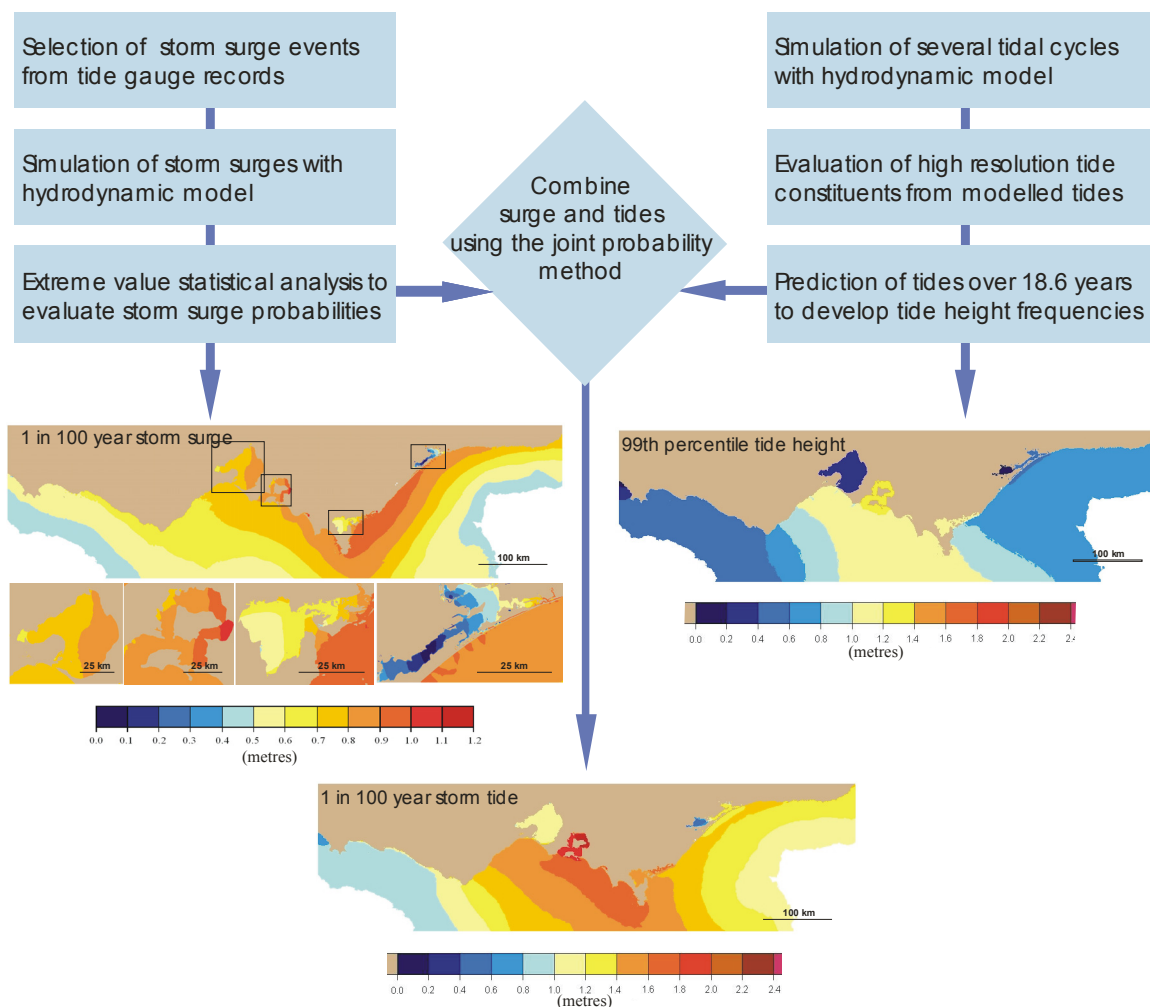 Selection of storm surge events
from tide gauge records
Simulation of storm surges with
hydrodynamic model
Extreme value statistical analysis to
evaluate storm surge probabilities
Combine
surge and tides
using the joint probability
method
Simulation of several tidal cycles
with hydrodynamic model
Evaluation of high resolution tide
constituents from modelled tides
Prediction of tides over 18.6 years
to develop tide height frequencies
1 in 100 year storm surge
100 km
25 km
25 km
25 km
25 km
0.0 0.1 0.2 0.3 0.4 0.5 0.6 0.7 0.8 0.9 1.0 1.1 1.2
(metres)
99th percentile tide height
100 km
0.0 0.2 0.4 0.6 0.8 1.0 1.2 1.4 1.6 1.8 2.0 2.2 2.4
(metres)
1 in 100 year storm tide
100 km
0.0 0.2 0.4 0.6 0.8 1.0 1.2 1.4 1.6 1.8 2.0 2.2 2.4
(metres)